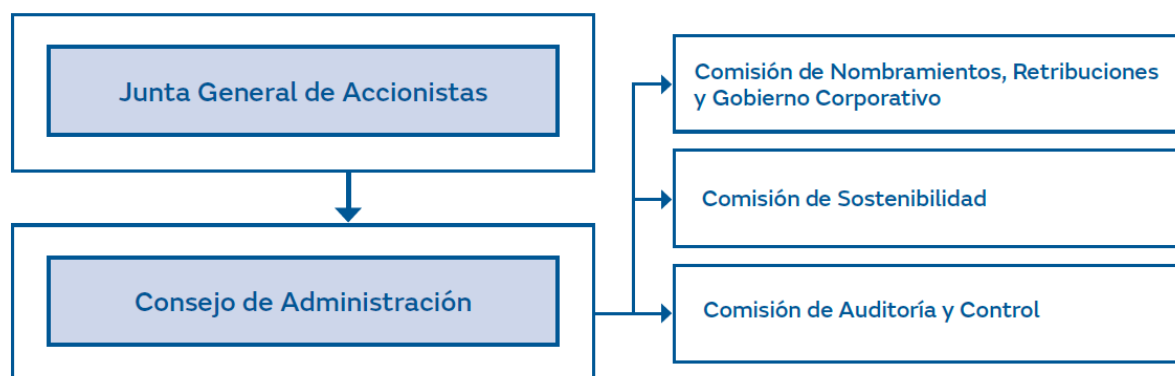 Junta General de Accionistas
Consejo de Administración
Comisión de Nombramientos, Retribuciones
y Gobierno Corporativo
Comisión de Sostenibilidad
Comisión de Auditoría y Control